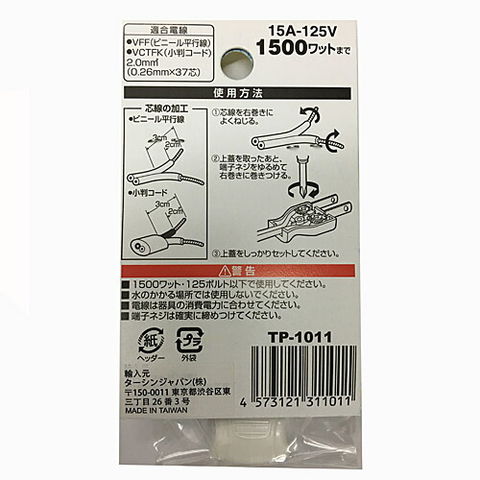 適合電線
●VFF(ビニール平行線)
●VCTFK(小判コード)
2.0mm²
(0.26mm×37芯)
15A-125V
1500ワットまで
使用方法
芯線の加工
●ビニール平行線
3cm
2cm
●小判コード
3cm
2cm
①芯線を右巻きに
よくねじる。
②上蓋を取ったあと、
端子ネジをゆるめて
右巻きに巻きつける。
③上蓋をしっかりセットしてください。
⚠警告
■1500ワット・125ボルト以下で使用してください。
■水のかかる場所では使用しないでください。
■電線は器具の消費電力に合わせてください。
■端子ネジは確実に締めつけてください。
紙
ヘッダー
プラ
外袋
TP-1011
輸入元
ターシンジャパン(株)
〒150-0011 東京都渋谷区東
三丁目26番3号
MADE IN TAIWAN
4 573121 311011